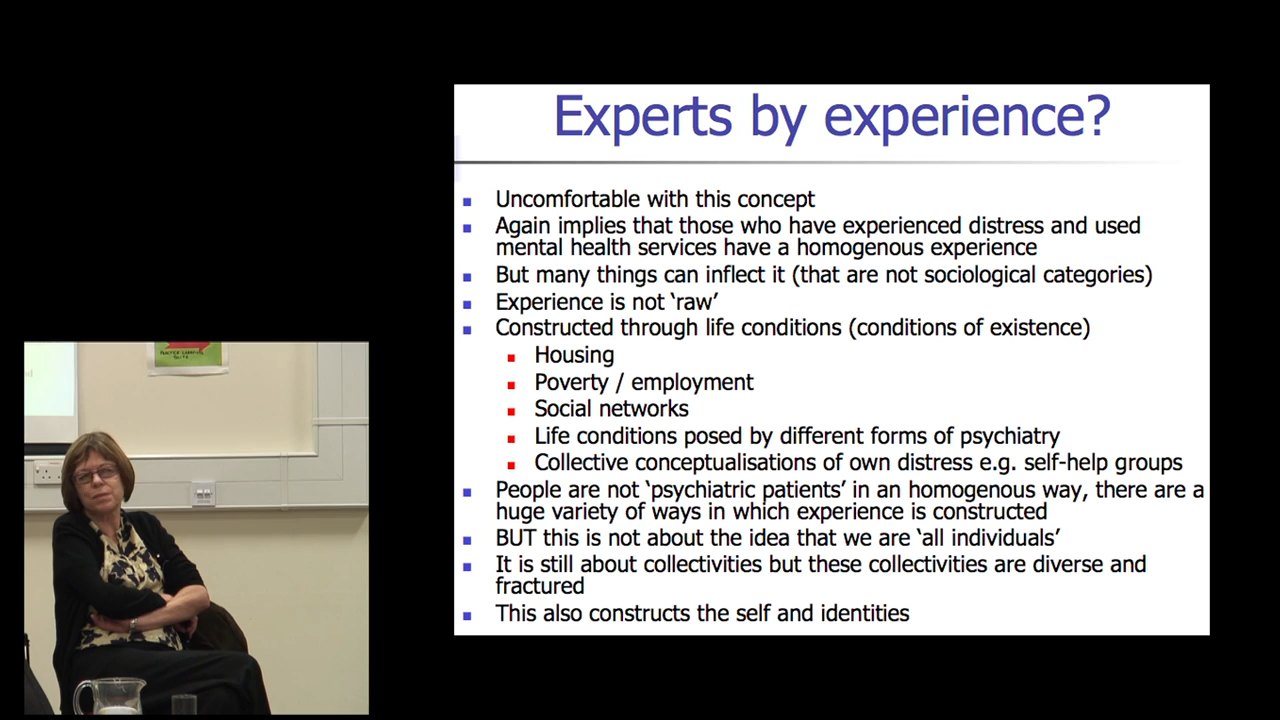 Experts by experience?
Uncomfortable with this concept
Again implies that those who have experienced distress and used
mental health services have a homogenous experience
But many things can inflect it (that are not sociological categories)
Experience is not ‘raw’
Constructed through life conditions (conditions of existence)
Housing
Poverty / employment
Social networks
Life conditions posed by different forms of psychiatry
Collective conceptualisations of own distress e.g. self-help groups
People are not ‘psychiatric patients’ in an homogenous way, there are a
huge variety of ways in which experience is constructed
BUT this is not about the idea that we are ‘all individuals’
It is still about collectivities but these collectivities are diverse and
fractured
This also constructs the self and identities